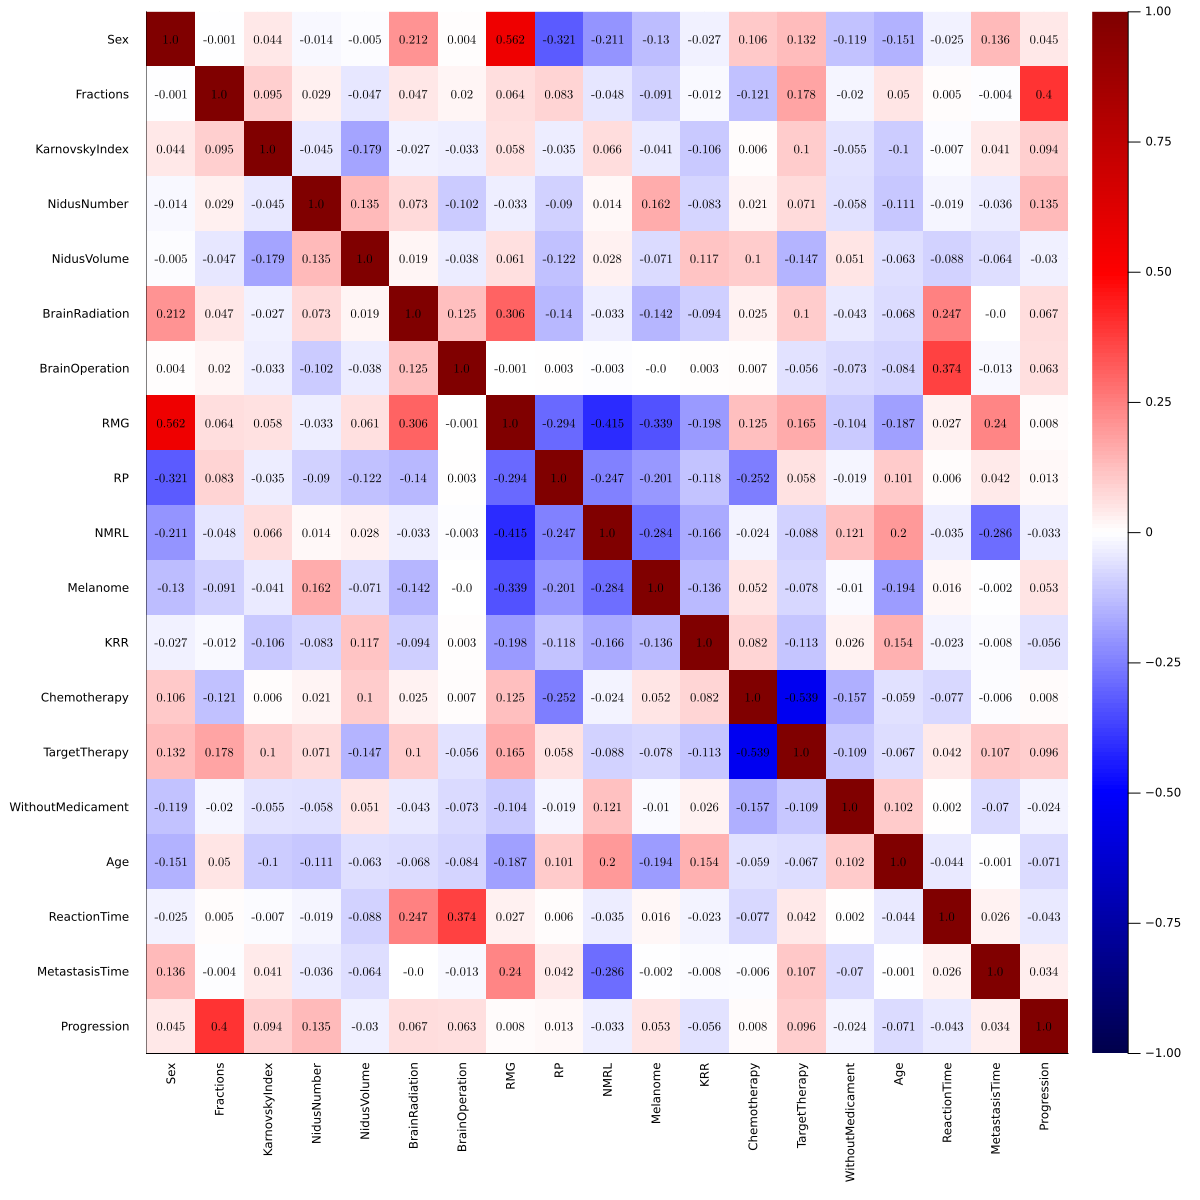 Sex 1.0 -0.001 0.044 -0.014 -0.005 0.212 0.004 0.562 -0.321 -0.211 -0.13 -0.027 0.106 0.132 -0.119 -0.151 -0.025 0.136 0.045
Fractions -0.001 1.0 0.095 0.029 -0.047 0.047 0.02 0.064 0.083 -0.048 -0.091 -0.012 -0.121 0.178 -0.02 0.05 0.005 -0.004 0.4
KarnovskyIndex 0.044 0.095 1.0 -0.045 -0.179 -0.027 -0.033 0.058 -0.035 0.066 -0.041 -0.106 0.006 0.1 -0.055 -0.1 -0.007 0.041 0.094
NidusNumber -0.014 0.029 -0.045 1.0 0.135 0.073 -0.102 -0.033 -0.09 0.014 0.162 -0.083 0.021 0.071 -0.058 -0.111 -0.019 -0.036 0.135
NidusVolume -0.005 -0.047 -0.179 0.135 1.0 0.019 -0.038 0.061 -0.122 0.028 -0.071 0.117 0.1 -0.147 0.051 -0.063 -0.088 -0.064 -0.03
BrainRadiation 0.212 0.047 -0.027 0.073 0.019 1.0 0.125 0.306 -0.14 -0.033 -0.142 -0.094 0.025 0.1 -0.043 -0.068 0.247 -0.0 0.067
BrainOperation 0.004 0.02 -0.033 -0.102 -0.038 0.125 1.0 -0.001 0.003 -0.003 -0.0 0.003 0.007 -0.056 -0.073 -0.084 0.374 -0.013 0.063
RMG 0.562 0.064 0.058 -0.033 0.061 0.306 -0.001 1.0 -0.294 -0.415 -0.339 -0.198 0.125 0.165 -0.104 -0.187 0.027 0.24 0.008
RP -0.321 0.083 -0.035 -0.09 -0.122 -0.14 0.003 -0.294 1.0 -0.247 -0.201 -0.118 -0.252 0.058 -0.019 0.101 0.006 0.042 0.013
NMRL -0.211 -0.048 0.066 0.014 0.028 -0.033 -0.003 -0.415 -0.247 1.0 -0.284 -0.166 -0.024 -0.088 0.121 0.2 -0.035 -0.286 -0.033
Melanome -0.13 -0.091 -0.041 0.162 -0.071 -0.142 -0.0 -0.339 -0.201 -0.284 1.0 -0.136 0.052 -0.078 -0.01 -0.194 0.016 -0.002 0.053
KRR -0.027 -0.012 -0.106 -0.083 0.117 -0.094 0.003 -0.198 -0.118 -0.166 -0.136 1.0 0.082 -0.113 0.026 0.154 -0.023 -0.008 -0.056
Chemotherapy 0.106 -0.121 0.006 0.021 0.1 0.025 0.007 0.125 -0.252 -0.024 0.052 0.082 1.0 -0.539 -0.157 -0.059 -0.077 -0.006 0.008
TargetTherapy 0.132 0.178 0.1 0.071 -0.147 0.1 -0.056 0.165 0.058 -0.088 -0.078 -0.113 -0.539 1.0 -0.109 -0.067 0.042 0.107 0.096
WithoutMedicament -0.119 -0.02 -0.055 -0.058 0.051 -0.043 -0.073 -0.104 -0.019 0.121 -0.01 0.026 -0.157 -0.109 1.0 0.102 0.002 -0.07 -0.024
Age -0.151 0.05 -0.1 -0.111 -0.063 -0.068 -0.084 -0.187 0.101 0.2 -0.194 0.154 -0.059 -0.067 0.102 1.0 -0.044 -0.001 -0.071
ReactionTime -0.025 0.005 -0.007 -0.019 -0.088 0.247 0.374 0.027 0.006 -0.035 0.016 -0.023 -0.077 0.042 0.002 -0.044 1.0 0.026 -0.043
MetastasisTime 0.136 -0.004 0.041 -0.036 -0.064 -0.0 -0.013 0.24 0.042 -0.286 -0.002 -0.008 -0.006 0.107 -0.07 -0.001 0.026 1.0 0.034
Progression 0.045 0.4 0.094 0.135 -0.03 0.067 0.063 0.008 0.013 -0.033 0.053 -0.056 0.008 0.096 -0.024 -0.071 -0.043 0.034 1.0
Sex
Fractions
KarnovskyIndex
NidusNumber
NidusVolume
BrainRadiation
BrainOperation
RMG
RP
NMRL
Melanome
KRR
Chemotherapy
TargetTherapy
WithoutMedicament
Age
ReactionTime
MetastasisTime
Progression
1.00
0.75
0.50
0.25
0
−0.25
−0.50
−0.75
−1.00